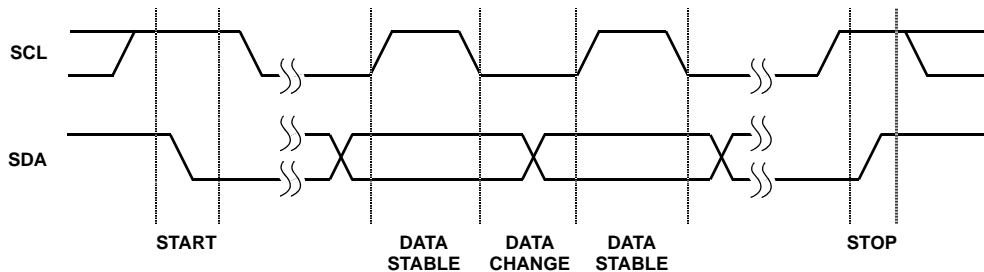 SCL
SDA
START
DATA
STABLE
DATA
CHANGE
DATA
STABLE
STOP